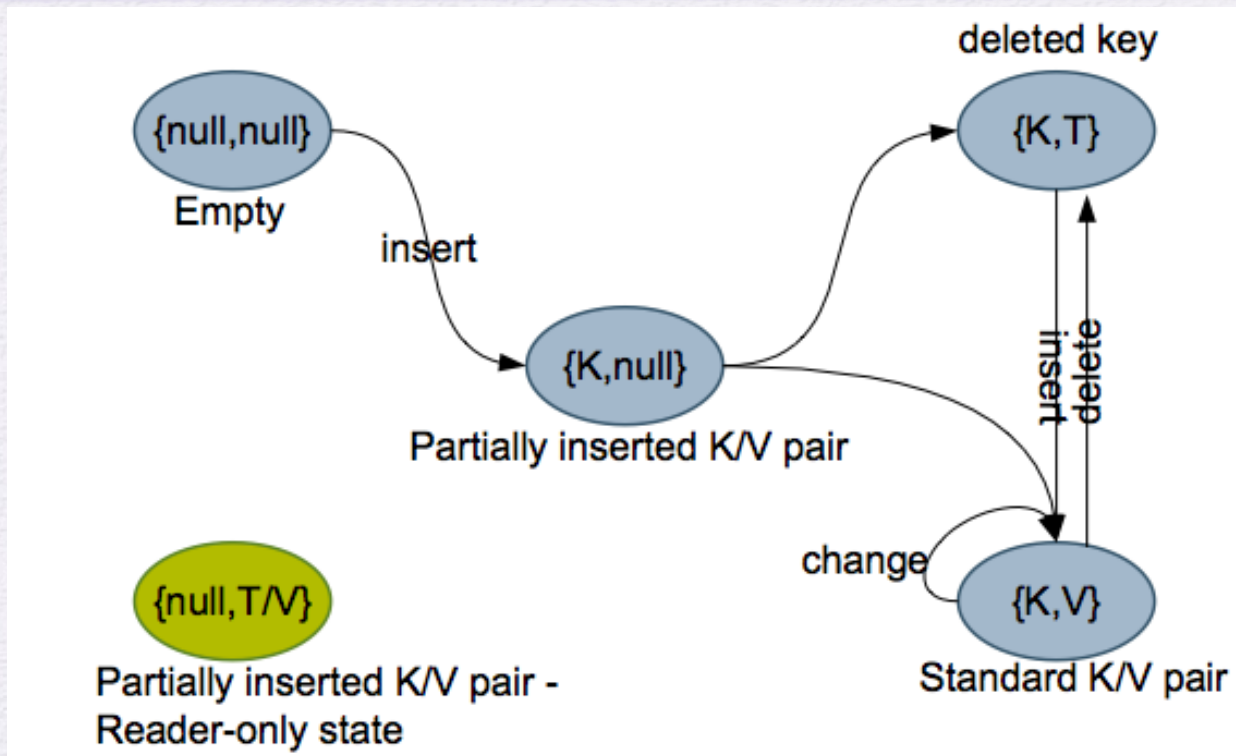 deleted key
{null,null}
{K,T}
Empty
insert
{K,null}
insert
delete
Partially inserted K/V pair
change
{null,T/V}
{K,V}
Partially inserted K/V pair -
Reader-only state
Standard K/V pair